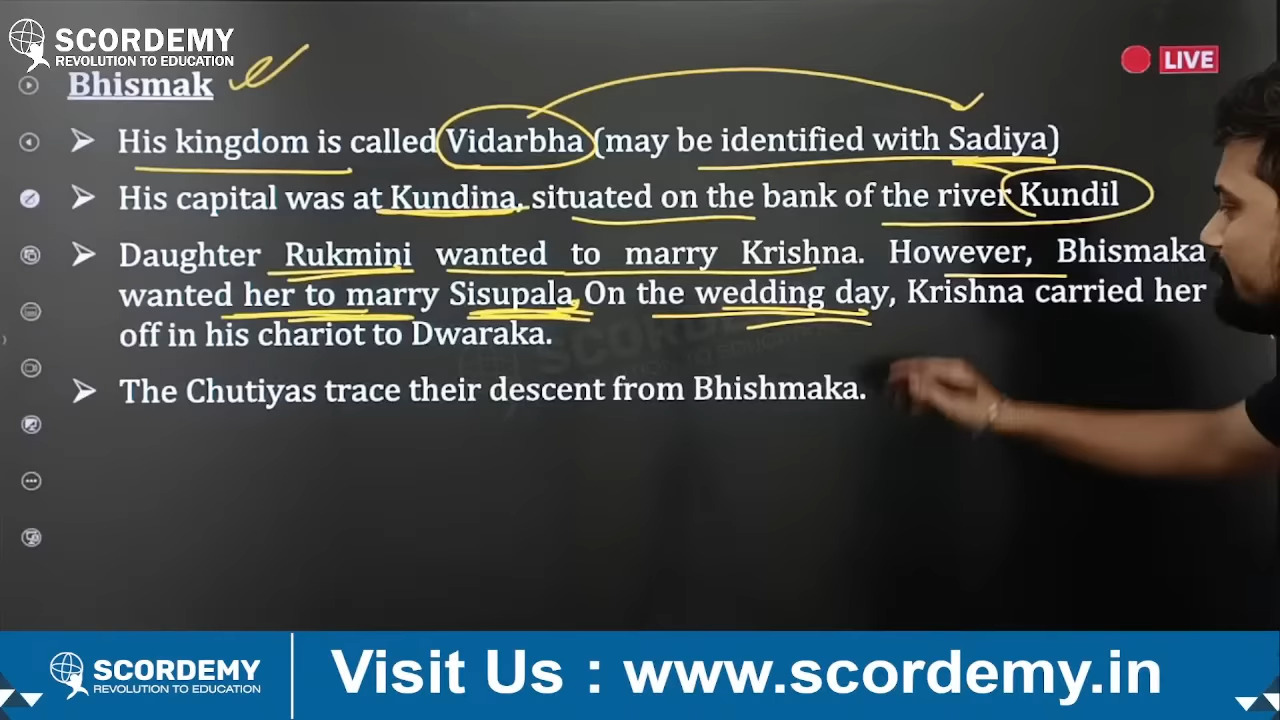 SCORDEMY
REVOLUTION TO EDUCATION
LIVE
Bhismak
➤ His kingdom is called Vidarbha (may be identified with Sadiya)
➤ His capital was at Kundina, situated on the bank of the river Kundil
➤ Daughter Rukmini wanted to marry Krishna. However, Bhismaka
wanted her to marry Sisupala, On the wedding day, Krishna carried her
off in his chariot to Dwaraka.
➤ The Chutiyas trace their descent from Bhishmaka.
SCORDEMY
REVOLUTION TO EDUCATION
Visit Us : www.scordemy.in